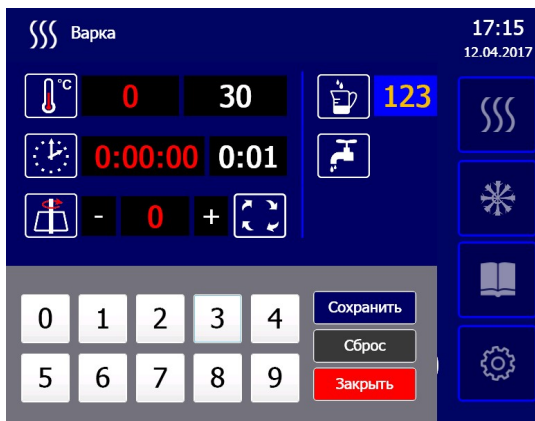 Варка
17:15
12.04.2017
°C
0
30
123
0:00:00
0:01
-
0
+
0 1 2 3 4
Сохранить
Сброс
5 6 7 8 9
Закрыть